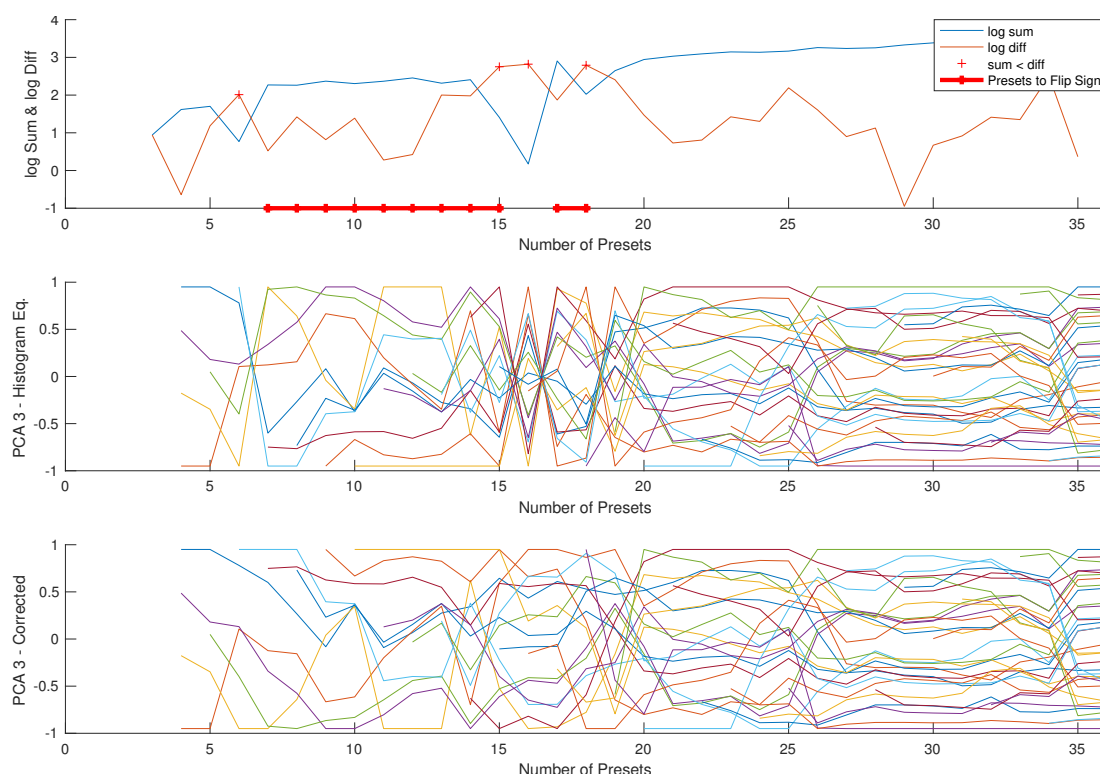 4
3
2
1
0
-1
log Sum & log Diff
0 5 10 15 20 25 30 35
Number of Presets
log sum
log diff
sum < diff
Presets to Flip Sign
1
0.5
0
-0.5
-1
PCA 3 - Histogram Eq.
0 5 10 15 20 25 30 35
Number of Presets
1
0.5
0
-0.5
-1
PCA 3 - Corrected
0 5 10 15 20 25 30 35
Number of Presets